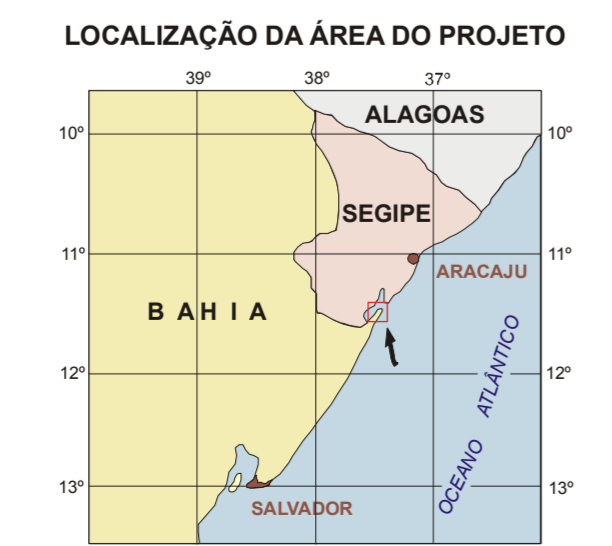 LOCALIZAÇÃO DA ÁREA DO PROJETO
39º 38º 37º
ALAGOAS
10º 10º
SEGIPE
11º 11º
ARACAJU
BAHIA
OCEANO ATLÂNTICO
12º 12º
13º 13º
SALVADOR